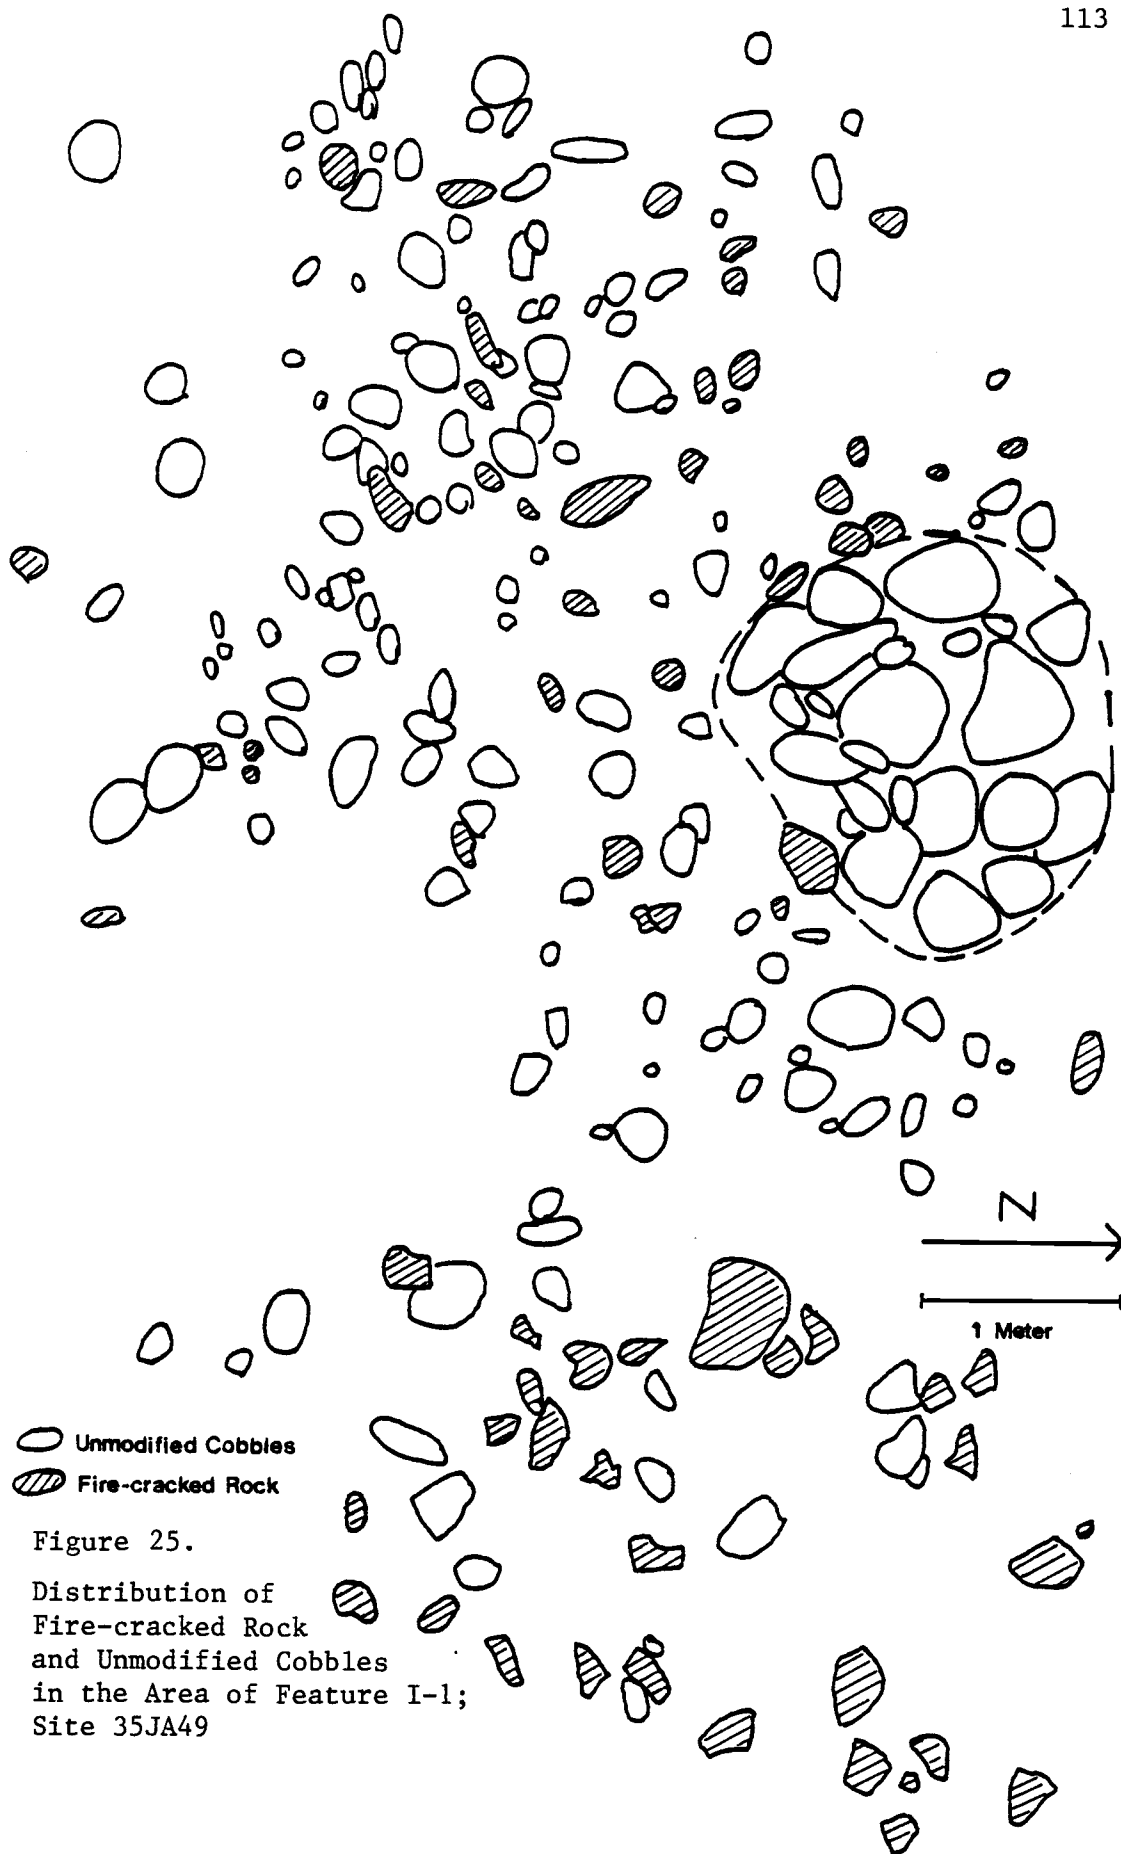 113
N
1 Meter
Unmodified Cobbles
Fire-cracked Rock
Figure 25.
Distribution of
Fire-cracked Rock
and Unmodified Cobbles
in the Area of Feature I-1;
Site 35JA49